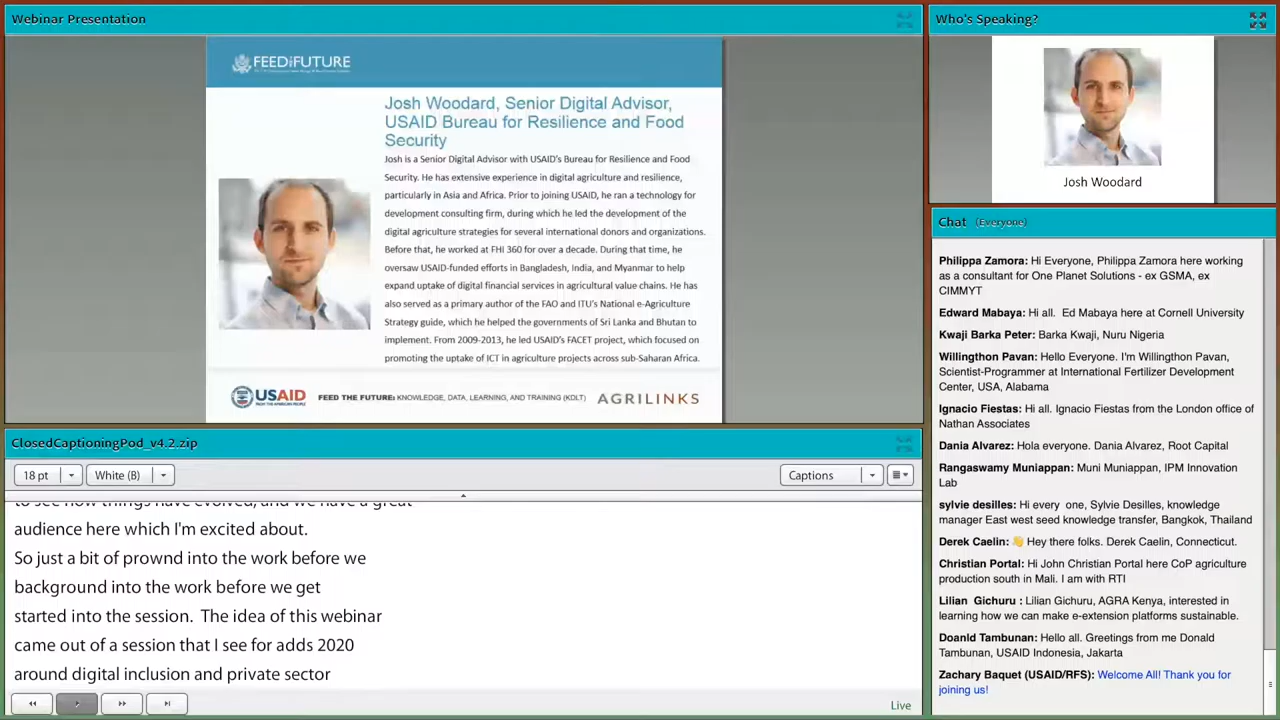 Webinar Presentation
FEED THE FUTURE
Josh Woodard, Senior Digital Advisor,
USAID Bureau for Resilience and Food
Security
Josh is a Senior Digital Advisor with USAID's Bureau for Resilience and Food
Security. He has extensive experience in digital agriculture and resilience,
particularly in Asia and Africa. Prior to joining USAID, he ran a technology for
development consulting firm, during which he led the development of the
digital agriculture strategies for several international donors and organizations.
Before that, he worked at FHI 360 for over a decade. During that time, he
oversaw USAID-funded efforts in Bangladesh, India, and Myanmar to help
expand uptake of digital financial services in agricultural value chains. He has
also served as a primary author of the FAO and ITU's National e-Agriculture
Strategy guide, which he helped the governments of Sri Lanka and Bhutan to
implement. From 2009-2013, he led USAID's FACET project, which focused on
promoting the uptake of ICT in agriculture projects across sub-Saharan Africa.
USAID
FROM THE AMERICAN PEOPLE
FEED THE FUTURE: KNOWLEDGE, DATA, LEARNING, AND TRAINING (KDLT)
AGRILINKS
Who's Speaking?
Josh Woodard
Chat (Everyone)
Philippa Zamora: Hi Everyone, Philippa Zamora here working
as a consultant for One Planet Solutions - ex GSMA, ex
CIMMYT
Edward Mabaya: Hi all. Ed Mabaya here at Cornell University
Kwaji Barka Peter: Barka Kwaji, Nuru Nigeria
Willingthon Pavan: Hello Everyone. I'm Willingthon Pavan,
Scientist-Programmer at International Fertilizer Development
Center, USA, Alabama
Ignacio Fiestas: Hi all. Ignacio Fiestas from the London office of
Nathan Associates
Dania Alvarez: Hola everyone. Dania Alvarez, Root Capital
Rangaswamy Muniappan: Muni Muniappan, IPM Innovation
Lab
sylvie desilles: Hi every one, Sylvie Desilles, knowledge
manager East west seed knowledge transfer, Bangkok, Thailand
Derek Caelin: 👋 Hey there folks. Derek Caelin, Connecticut.
Christian Portal: Hi John Christian Portal here CoP agriculture
production south in Mali. I am with RTI
Lilian Gichuru : Lilian Gichuru, AGRA Kenya, interested in
learning how we can make e-extension platforms sustainable.
Doanld Tambunan: Hello all. Greetings from me Donald
Tambunan, USAID Indonesia, Jakarta
Zachary Baquet (USAID/RFS): Welcome All! Thank you for
joining us!
ClosedCaptioningPod_v4.2.zip
18 pt White (B) Captions
to see how things have evolved, and we have a great
audience here which I'm excited about.
So just a bit of prownd into the work before we
background into the work before we get
started into the session. The idea of this webinar
came out of a session that I see for adds 2020
around digital inclusion and private sector
Live